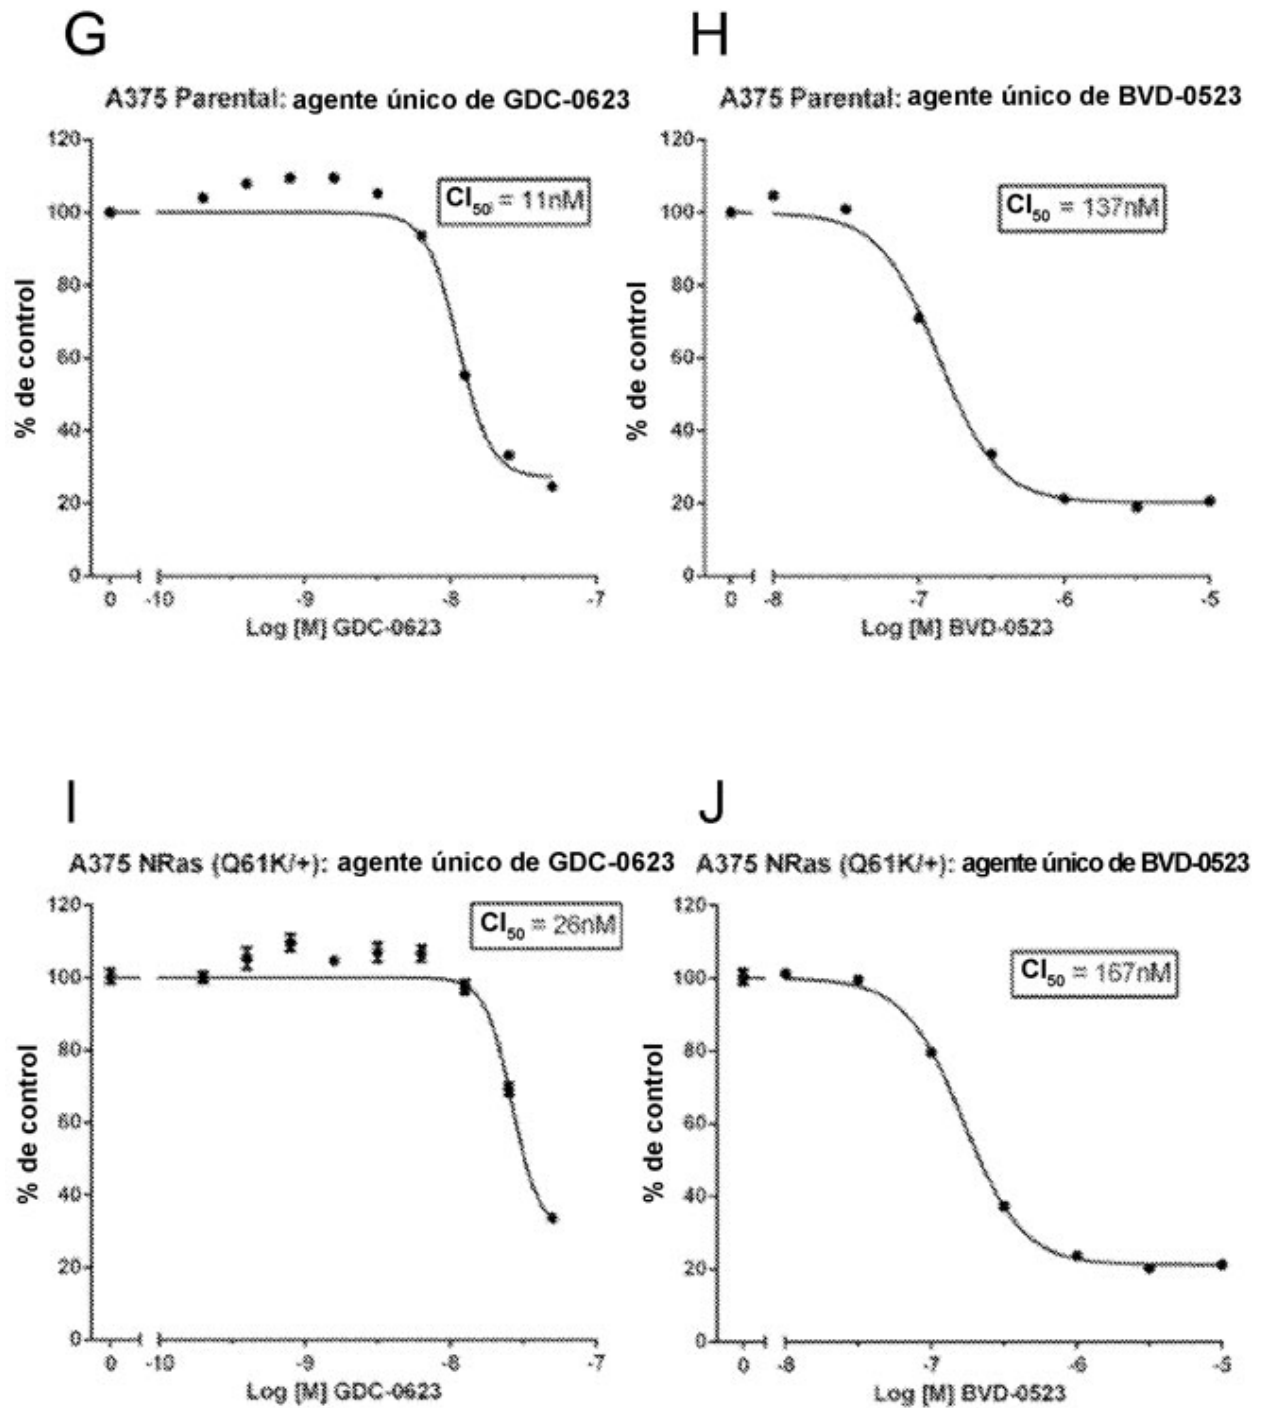 G
H
A375 Parental: agente único de GDC-0623
A375 Parental: agente único de BVD-0523
120
100
80
60
40
20
0
% de control
CI50 = 11nM
0 -10 -9 -8 -7
Log [M] GDC-0623
120
100
80
60
40
20
0
% de control
CI50 = 137nM
0 -8 -7 -6 -5
Log [M] BVD-0523
I
J
A375 NRas (Q61K/+): agente único de GDC-0623
A375 NRas (Q61K/+): agente único de BVD-0523
120
100
80
60
40
20
0
% de control
CI50 = 26nM
0 -10 -9 -8 -7
Log [M] GDC-0623
120
100
80
60
40
20
0
% de control
CI50 = 167nM
0 -8 -7 -6 -5
Log [M] BVD-0523